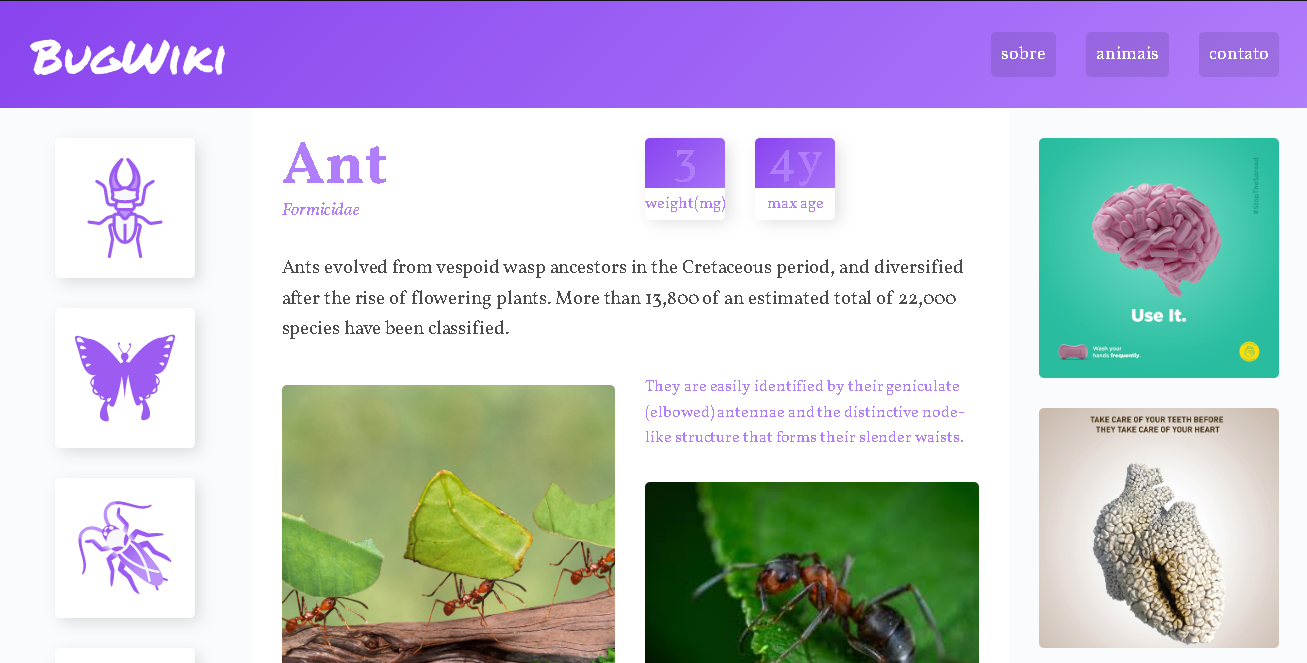 BugWiki
sobre
animais
contato
Ant
Formicidae
3
weight(mg)
4y
max age
Ants evolved from vespoid wasp ancestors in the Cretaceous period, and diversified
after the rise of flowering plants. More than 13,800 of an estimated total of 22,000
species have been classified.
They are easily identified by their geniculate
(elbowed) antennae and the distinctive node-
like structure that forms their slender waists.
#StopTheSpread
Use It.
Wash your
hands frequently.
TAKE CARE OF YOUR TEETH BEFORE
THEY TAKE CARE OF YOUR HEART